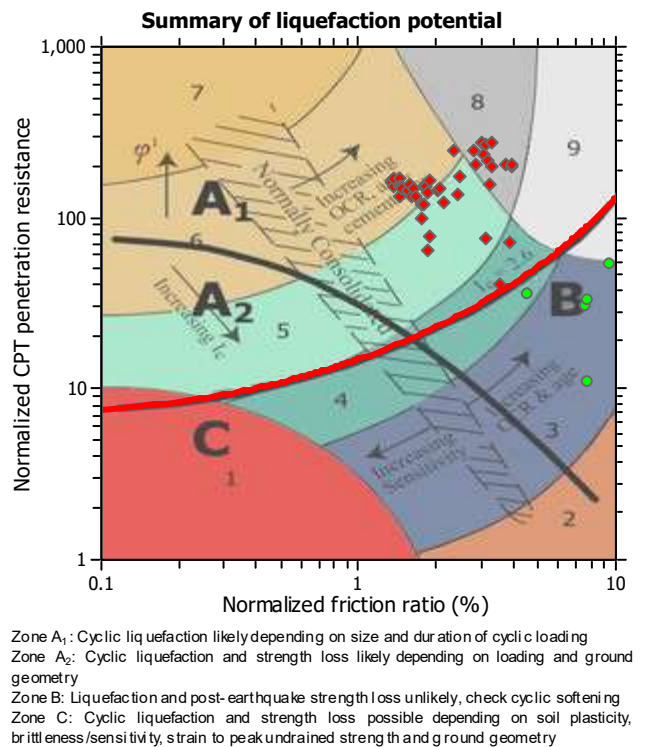 Summary of liquefaction potential
1,000
7
8
9
φ'
Increasing
OCR, age
cementation
A1
Normally Consolidated
100
6
Ic = 2.6
A2
B
Increasing Ic
5
10
4
Increasing
OCR & age
C
3
Increasing
Sensitivity
1
2
1
0.1
1
10
Normalized CPT penetration resistance
Normalized friction ratio (%)
Zone A1: Cyclic liquefaction likely depending on size and duration of cyclic loading
Zone A2: Cyclic liquefaction and strength loss likely depending on loading and ground
geometry
Zone B: Liquefaction and post-earthquake strength loss unlikely, check cyclic softening
Zone C: Cyclic liquefaction and strength loss possible depending on soil plasticity,
brittleness/sensitivity, strain to peak undrained strength and ground geometry